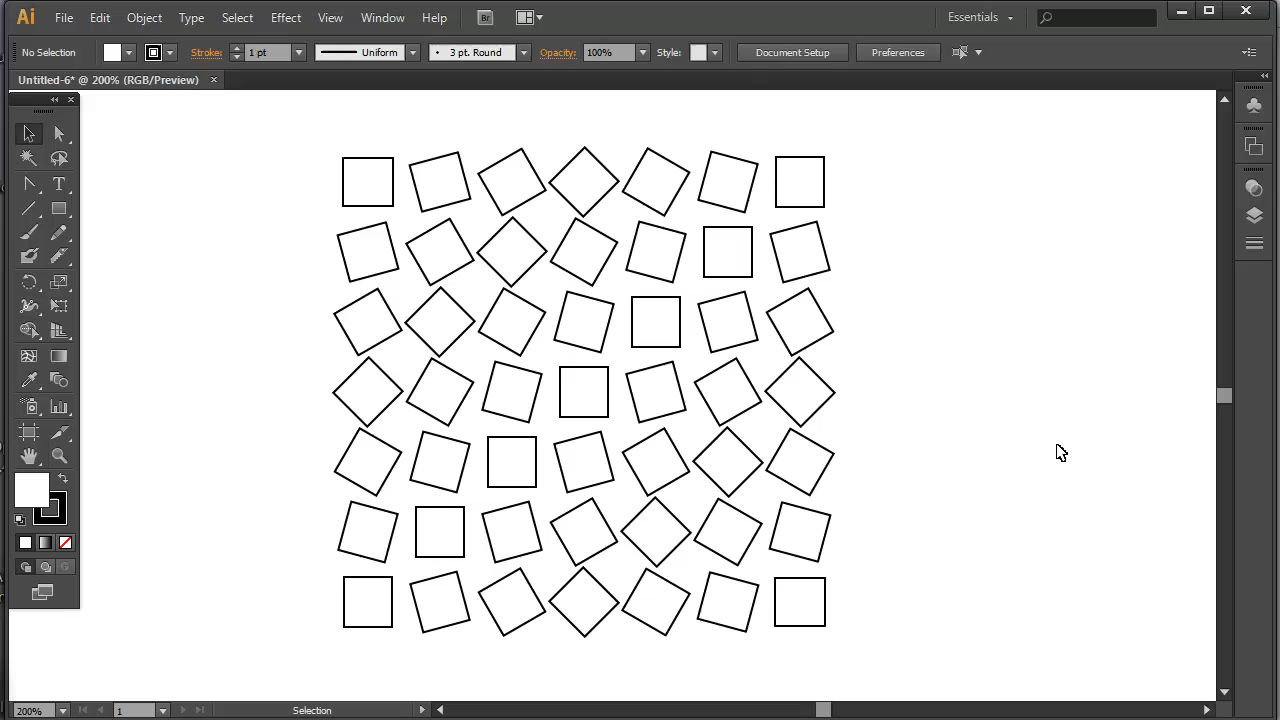 Ai File Edit Object Type Select Effect View Window Help Br Essentials
No Selection Stroke: 1 pt Uniform 3 pt. Round Opacity: 100% Style: Document Setup Preferences
Untitled-6* @ 200% (RGB/Preview) ×
200% 1 Selection